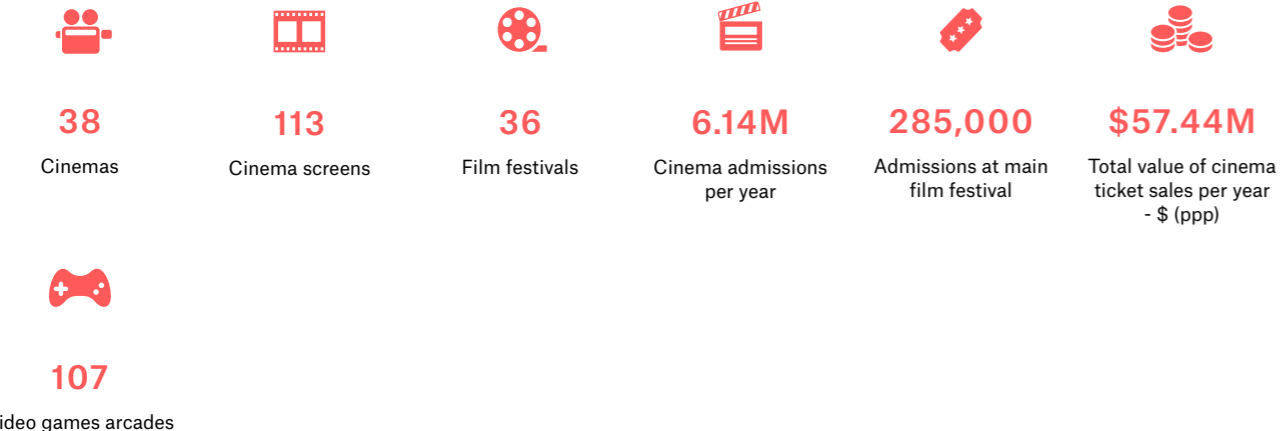 38
Cinemas
113
Cinema screens
36
Film festivals
6.14M
Cinema admissions
per year
285,000
Admissions at main
film festival
$57.44M
Total value of cinema
ticket sales per year
- $ (ppp)
107
ideo games arcades